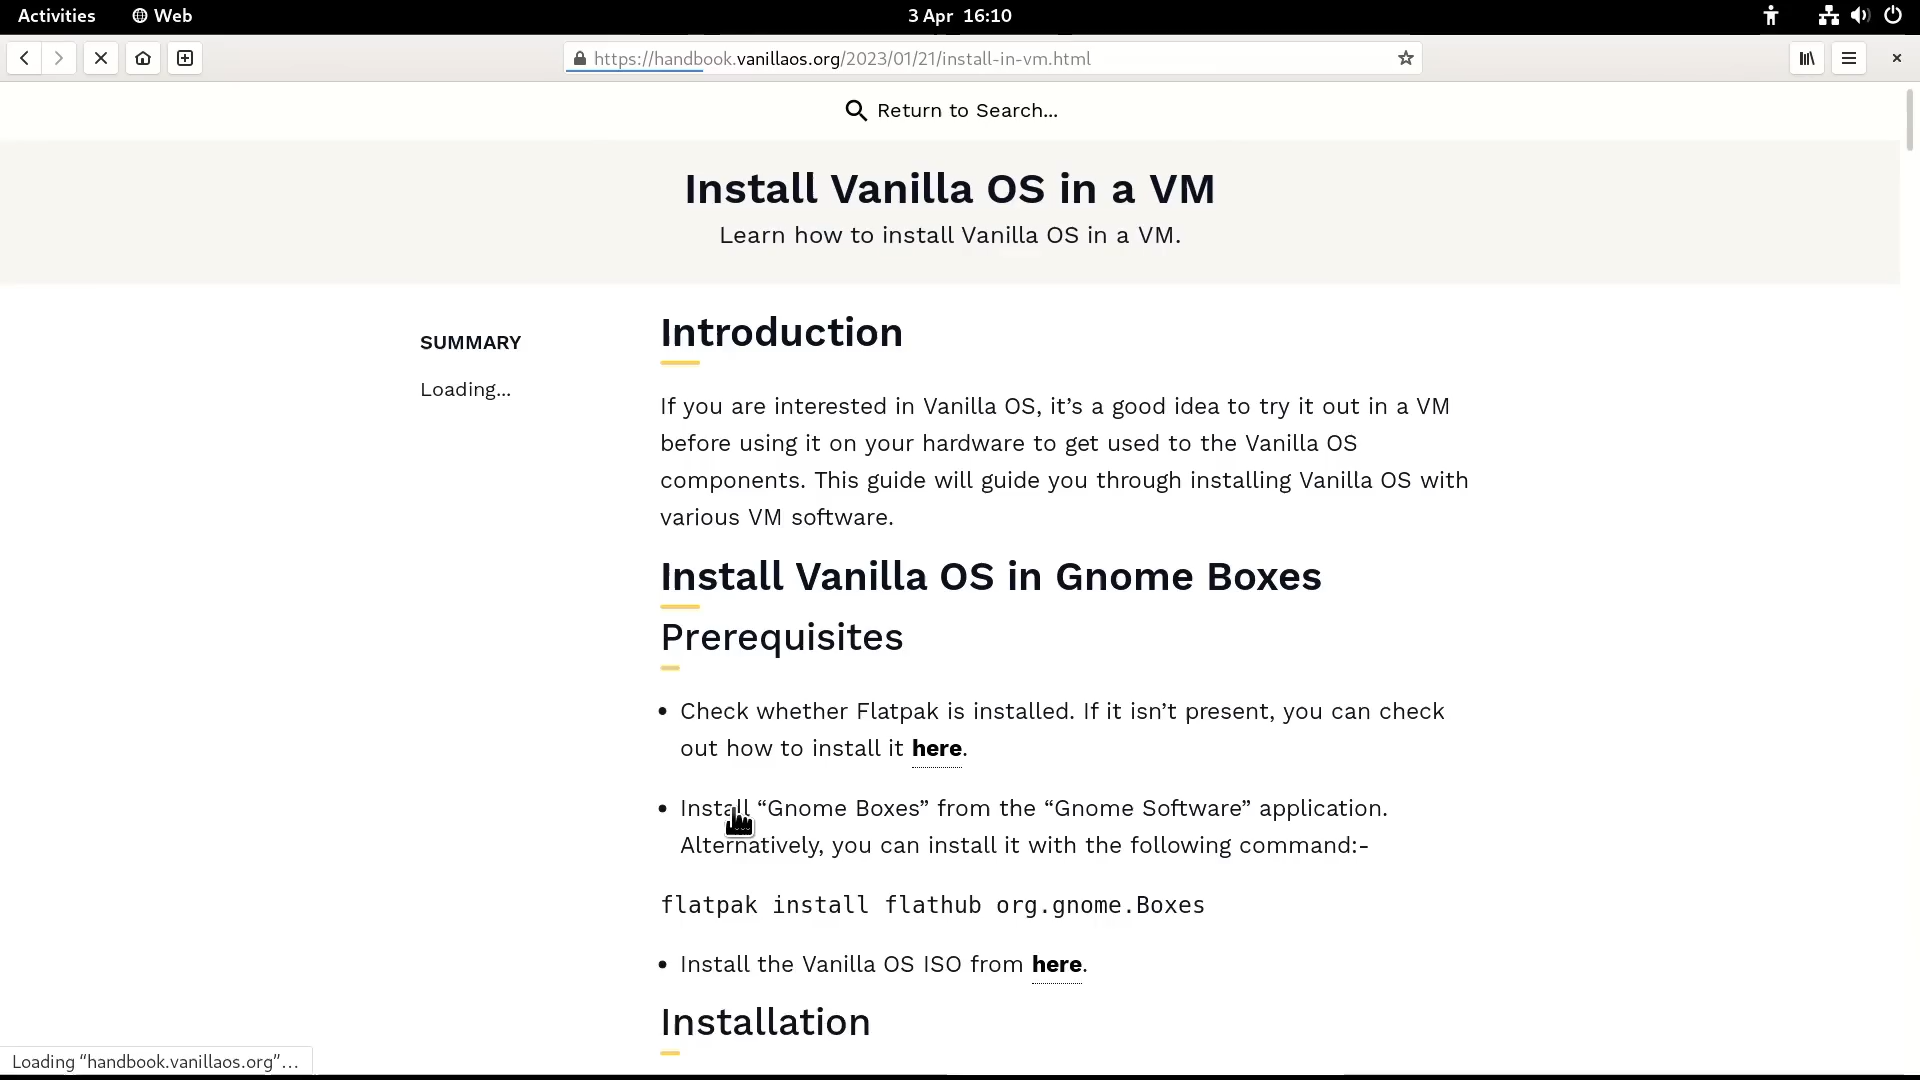 Activities Web 3 Apr 16:10
https://handbook.vanillaos.org/2023/01/21/install-in-vm.html
Return to Search...
Install Vanilla OS in a VM
Learn how to install Vanilla OS in a VM.
SUMMARY
Loading...
Introduction
If you are interested in Vanilla OS, it’s a good idea to try it out in a VM
before using it on your hardware to get used to the Vanilla OS
components. This guide will guide you through installing Vanilla OS with
various VM software.
Install Vanilla OS in Gnome Boxes
Prerequisites
• Check whether Flatpak is installed. If it isn’t present, you can check
out how to install it here.
• Install “Gnome Boxes” from the “Gnome Software” application.
Alternatively, you can install it with the following command:-
flatpak install flathub org.gnome.Boxes
• Install the Vanilla OS ISO from here.
Installation
Loading “handbook.vanillaos.org”…